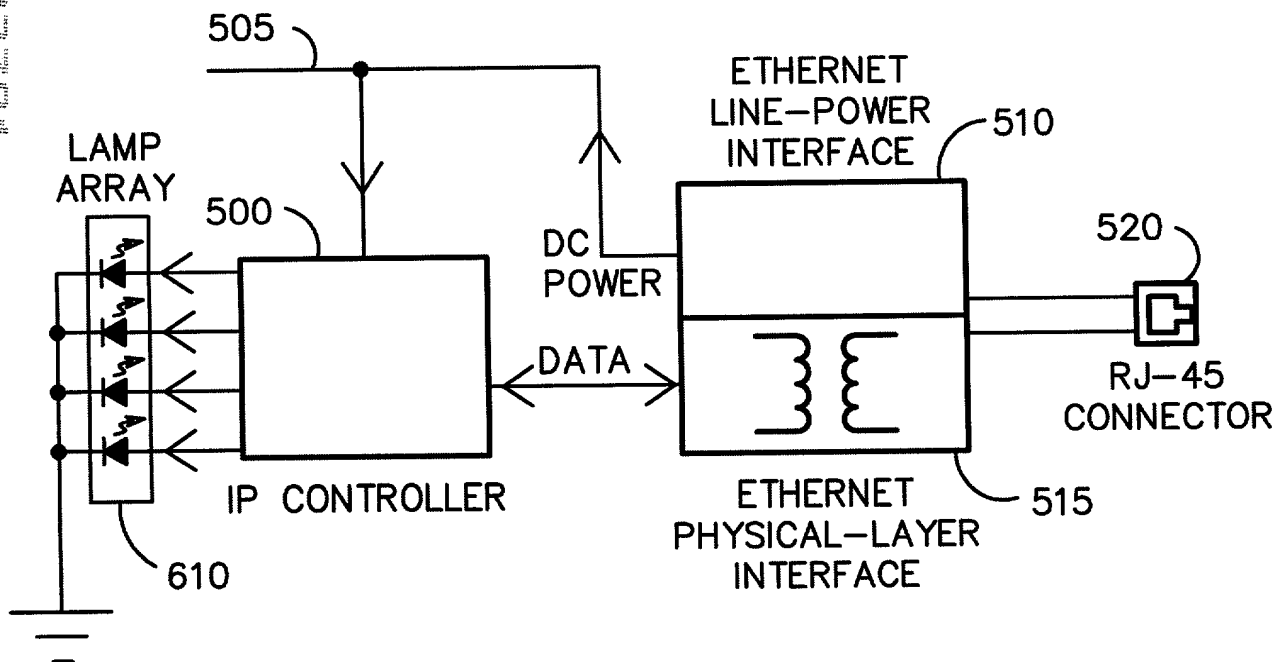 505
ETHERNET
LINE-POWER
INTERFACE
510
LAMP
ARRAY
500
520
DC
POWER
DATA
RJ-45
CONNECTOR
IP CONTROLLER
ETHERNET
PHYSICAL-LAYER
INTERFACE
515
610